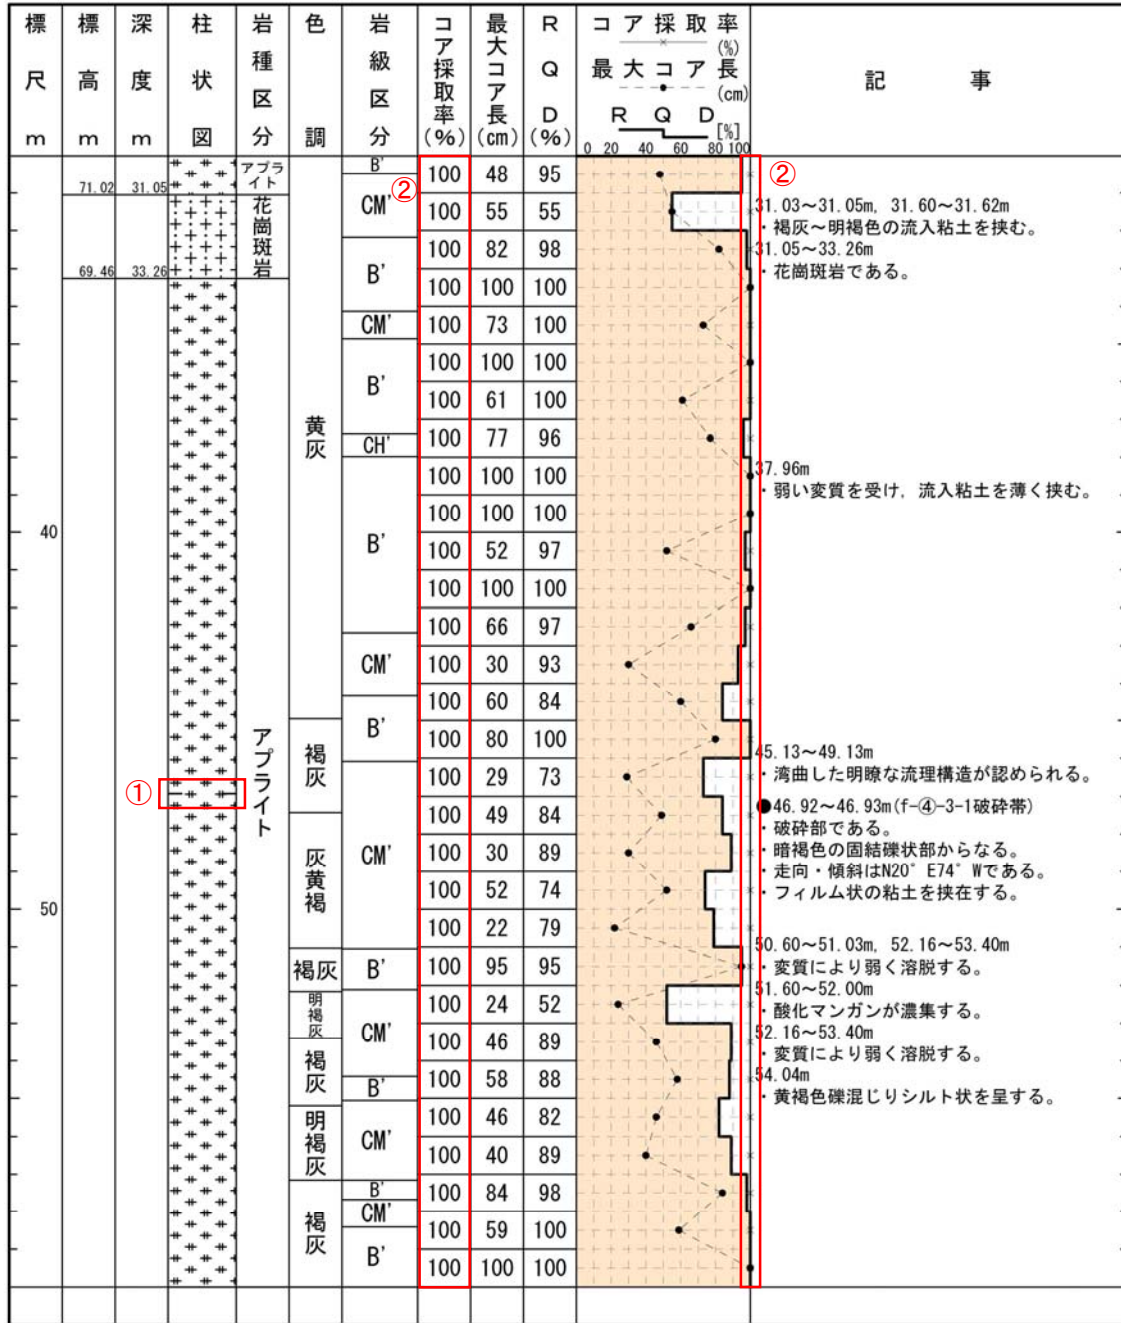 標尺m
標高m
深度m
柱状図
岩種区分
色調
岩級区分
コア採取率(%)
最大コア長(cm)
RQD(%)
コア採取率(%)
最大コア長(cm)
RQD[%]
0 20 40 60 80 100
記事
40
50
71.02 31.05
69.46 33.26
①
アプライト
花崗斑岩
アプライト
黄灰
褐灰
灰黄褐
褐灰
明褐灰
褐灰
明褐灰
褐灰
B'
CM'
B'
CM'
B'
CH'
B'
CM'
B'
CM'
B'
CM'
B'
CM'
B'
CM'
B'
②
100 48 95
100 55 55
100 82 98
100 100 100
100 73 100
100 100 100
100 61 100
100 77 96
100 100 100
100 100 100
100 52 97
100 100 100
100 66 97
100 30 93
100 60 84
100 80 100
100 29 73
100 49 84
100 30 89
100 52 74
100 22 79
100 95 95
100 24 52
100 46 89
100 58 88
100 46 82
100 40 89
100 84 98
100 59 100
100 100 100
②
31.03～31.05m, 31.60～31.62m
・褐灰～明褐色の流入粘土を挟む。
31.05～33.26m
・花崗斑岩である。
37.96m
・弱い変質を受け，流入粘土を薄く挟む。
45.13～49.13m
・湾曲した明瞭な流理構造が認められる。
●46.92～46.93m(f-④-3-1破砕帯)
・破砕部である。
・暗褐色の固結礫状部からなる。
・走向・傾斜はN20°E74°Wである。
・フィルム状の粘土を挟在する。
50.60～51.03m, 52.16～53.40m
・変質により弱く溶脱する。
51.60～52.00m
・酸化マンガンが濃集する。
52.16～53.40m
・変質により弱く溶脱する。
54.04m
・黄褐色礫混じりシルト状を呈する。